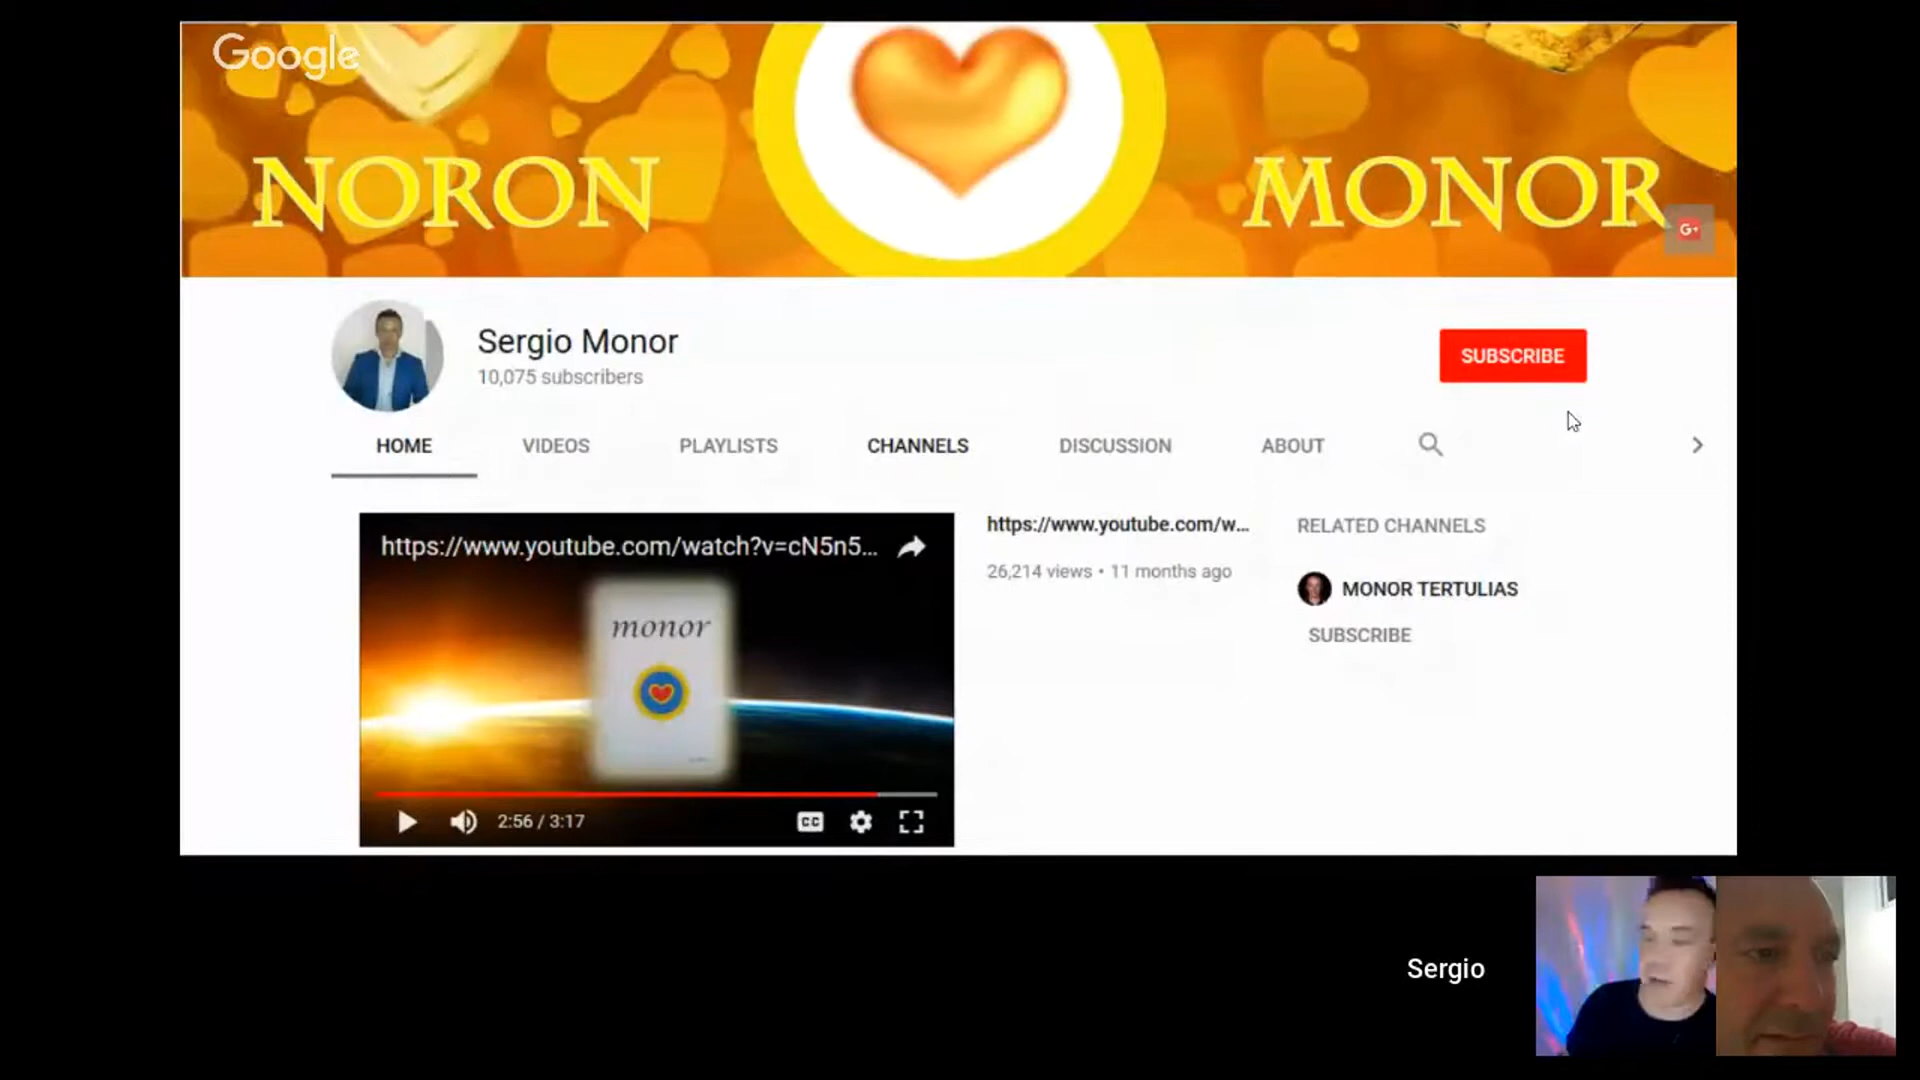 Google
NORON MONOR
G+
Sergio Monor
10,075 subscribers
SUBSCRIBE
HOME VIDEOS PLAYLISTS CHANNELS DISCUSSION ABOUT
https://www.youtube.com/watch?v=cN5n5...
monor
2:56 / 3:17
CC
https://www.youtube.com/w...
26,214 views • 11 months ago
RELATED CHANNELS
MONOR TERTULIAS
SUBSCRIBE
Sergio